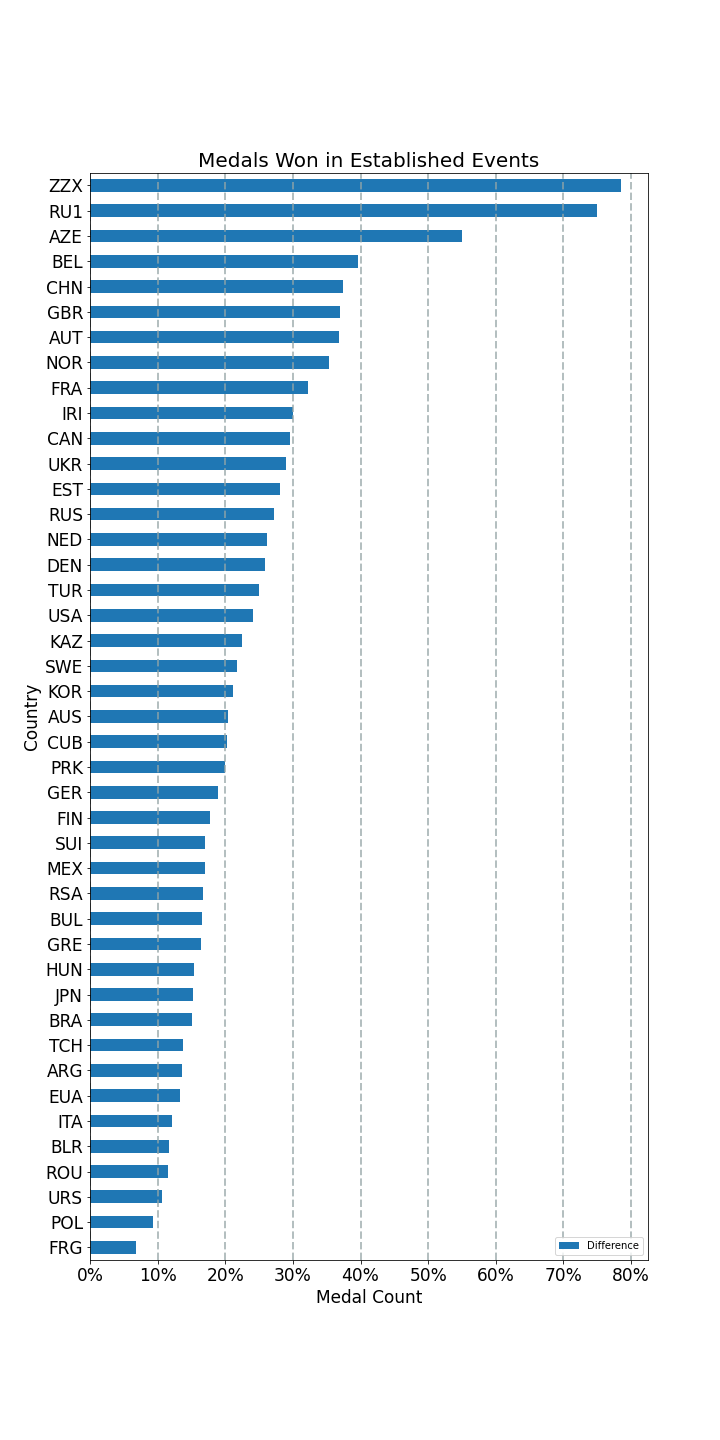 Medals Won in Established Events
ZZX
RU1
AZE
BEL
CHN
GBR
AUT
NOR
FRA
IRI
CAN
UKR
EST
RUS
NED
DEN
TUR
USA
KAZ
SWE
KOR
AUS
CUB
PRK
GER
FIN
SUI
MEX
RSA
BUL
GRE
HUN
JPN
BRA
TCH
ARG
EUA
ITA
BLR
ROU
URS
POL
FRG
Country
Difference
0% 10% 20% 30% 40% 50% 60% 70% 80%
Medal Count